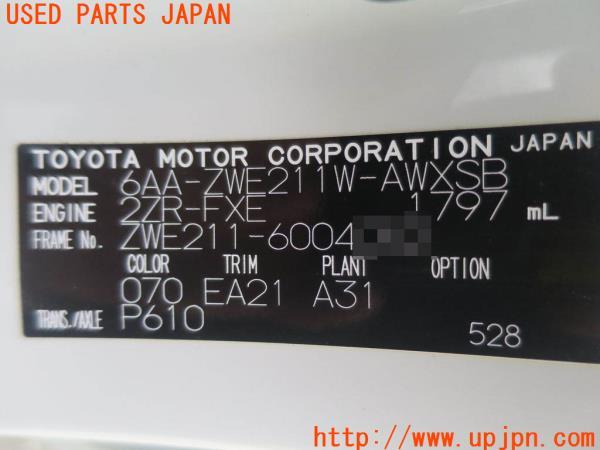 USED PARTS JAPAN
TOYOTA MOTOR CORPORATION JAPAN
MODEL 6AA-ZWE211W-AWXSB
ENGINE 2ZR-FXE 1797 mL
FRAME No. ZWE211-6004
COLOR TRIM PLANT OPTION
070 EA21 A31
TRANS./AXLE P610
528
http://www.upjpn.com/